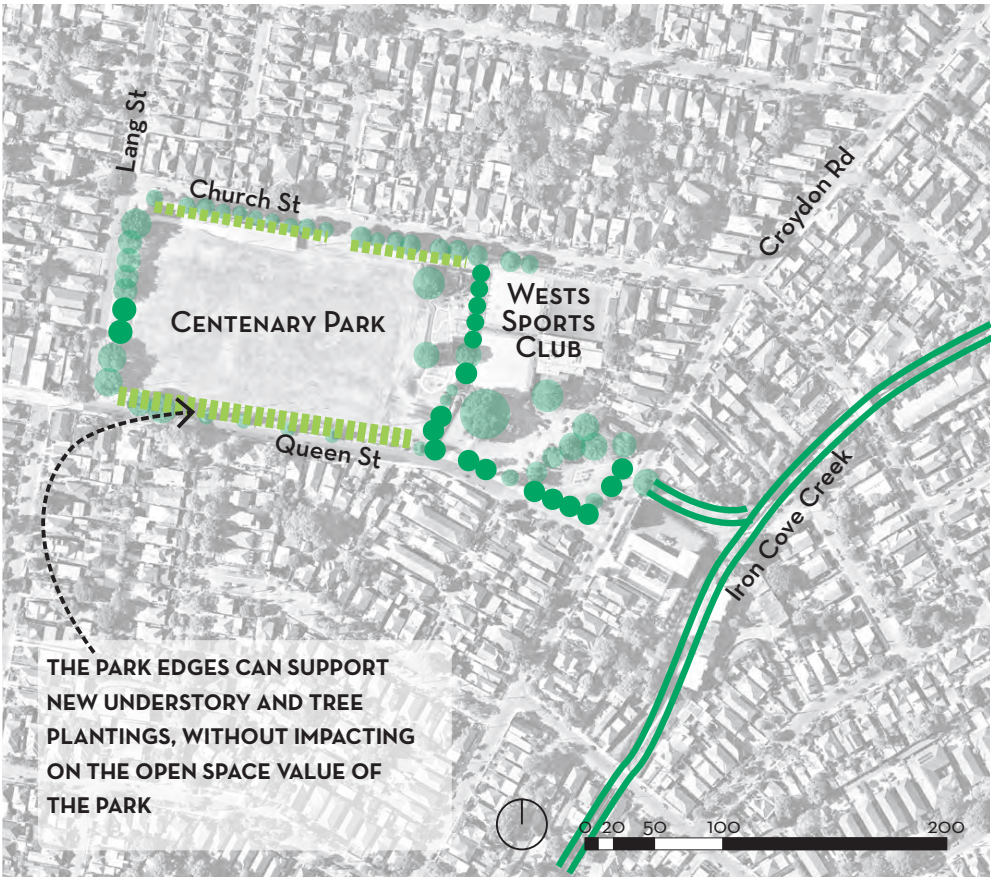 Lang St
Church St
Croydon Rd
CENTENARY PARK
WESTS
SPORTS
CLUB
Queen St
Iron Cove Creek
THE PARK EDGES CAN SUPPORT
NEW UNDERSTORY AND TREE
PLANTINGS, WITHOUT IMPACTING
ON THE OPEN SPACE VALUE OF
THE PARK
0 20 50 100 200